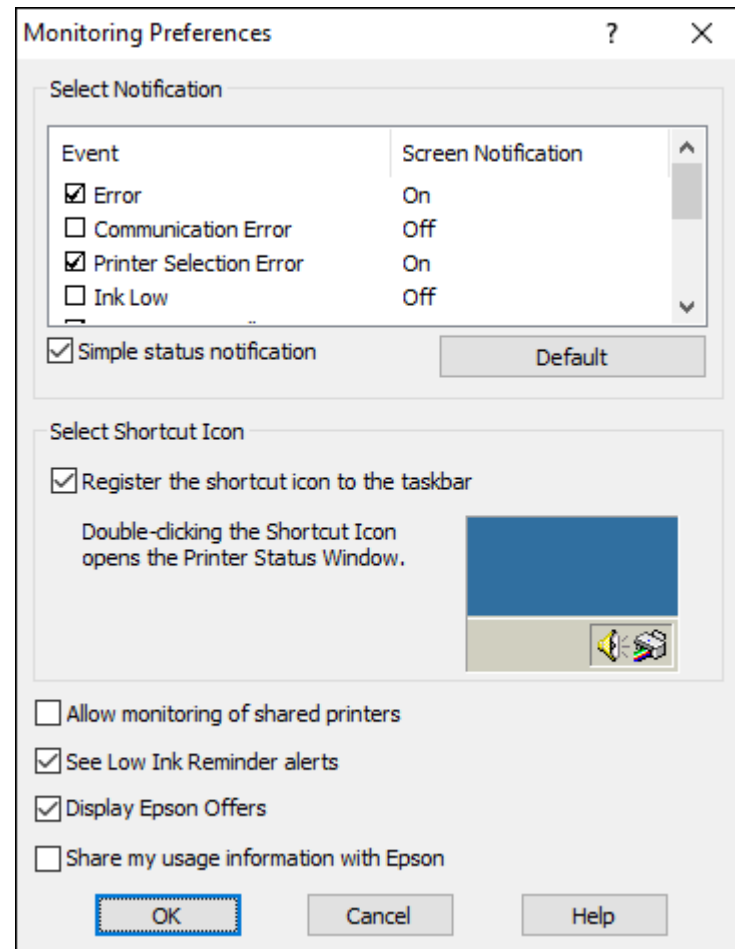 Monitoring Preferences ?
Select Notification
Event Screen Notification
Error On
Communication Error Off
Printer Selection Error On
Ink Low Off
Simple status notification Default
Select Shortcut Icon
Register the shortcut icon to the taskbar
Double-clicking the Shortcut Icon
opens the Printer Status Window.
Allow monitoring of shared printers
See Low Ink Reminder alerts
Display Epson Offers
Share my usage information with Epson
OK Cancel Help